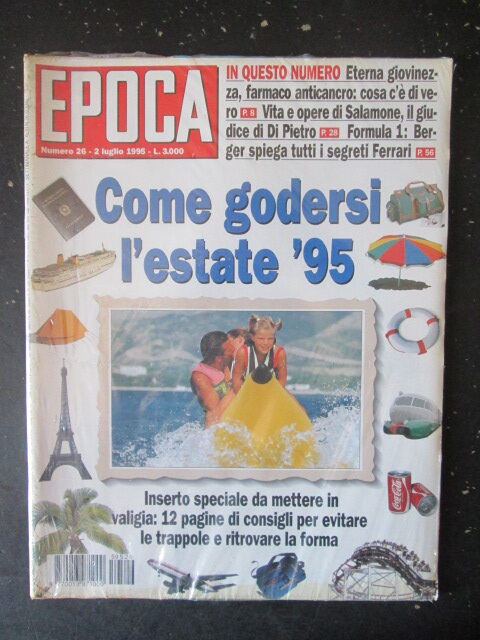 EPOCA
Numero 26 - 2 luglio 1995 - L. 3.000
IN QUESTO NUMERO Eterna giovinez-
za, farmaco anticancro: cosa c'è di ve-
ro P. 8 Vita e opere di Salamone, il giu-
dice di Di Pietro P. 28 Formula 1: Ber-
ger spiega tutti i segreti Ferrari P. 56
Come godersi
l'estate '95
Coca-Cola
Inserto speciale da mettere in
valigia: 12 pagine di consigli per evitare
le trappole e ritrovare la forma